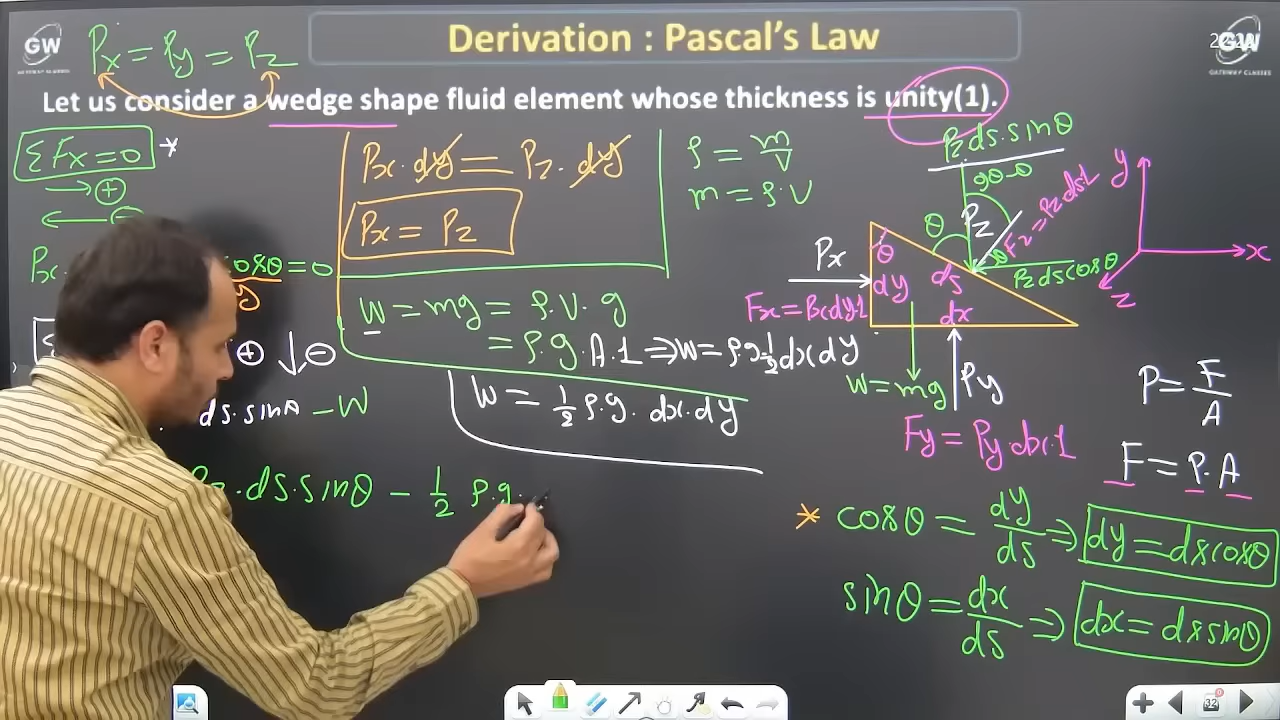 GW
Derivation : Pascal's Law
GW
Px = Py = Pz
Let us consider a wedge shape fluid element whose thickness is unity(1).
ΣFx = 0 *
→ ⊕
←
cosθ = 0
⊕ ↓ ⊖
ds. sinθ - W
. ds. sinθ - 1/2 ρ.g.
Px. dy = Pz. dy
Px = Pz
ρ = m/V
m = ρ.V
W = mg = ρ. V. g
= ρ.g. A.1 ⇒ W = ρ.g. 1/2 dx dy
W = 1/2 ρ.g. dx. dy
Pz ds. sinθ
90-θ
θ
Pz
Fz = Pz ds.1
θ
Pz ds cosθ
y
x
z
Px
Fx = Px dy.1
θ
dy
ds
dx
W = mg
Py
Fy = Py. dx. 1
P = F/A
F = P. A
* cosθ = dy/ds ⇒ dy = ds cosθ
sinθ = dx/ds ⇒ dx = ds sinθ
32